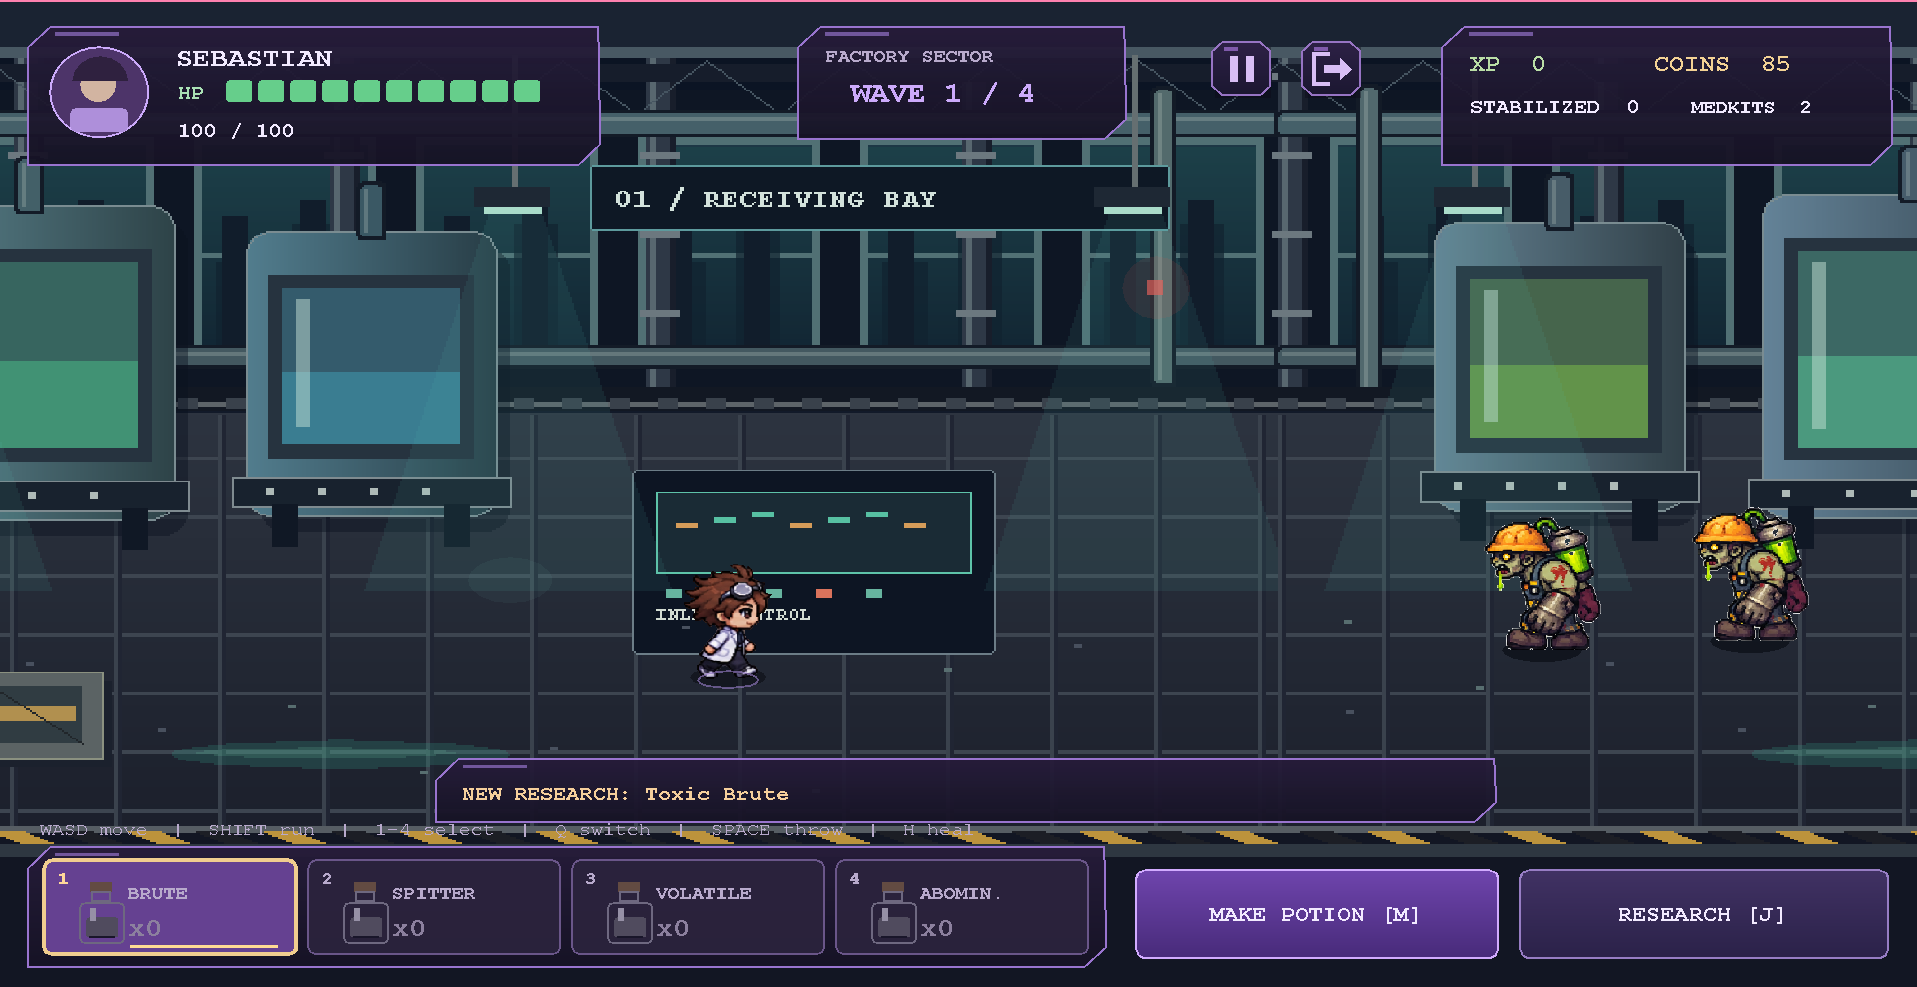 SEBASTIAN
HP
100 / 100
FACTORY SECTOR
WAVE 1 / 4
XP 0 COINS 85
STABILIZED 0 MEDKITS 2
01 / RECEIVING BAY
NEW RESEARCH: Toxic Brute
WASD move | SHIFT run | 1-4 select | Q switch | SPACE throw | H heal
1 BRUTE x0
2 SPITTER x0
3 VOLATILE x0
4 ABOMIN. x0
MAKE POTION [M]
RESEARCH [J]